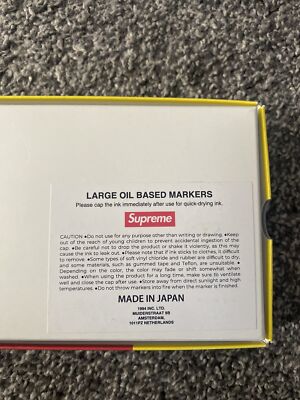 LARGE OIL BASED MARKERS
Please cap the ink immediately after use for quick-drying ink.
Supreme
CAUTION ●Do not use for any purpose other than writing or drawing. ●Keep
out of the reach of young children to prevent accidental ingestion of the
cap. ●Be careful not to drop the product or shake it violently, as this may
cause the ink to leak out. ●Please note that if ink sticks to clothes, it difficult
to remove. ●Some types of soft vinyl chloride and rubber are difficult to dry,
and some materials, such as gummed tape and Teflon, are unusable. ●
Depending on the color, the color may fade or shift somewhat when
washed. ●When using the product for a long time, make sure to ventilate
well and close the cap after use. ●Store away from direct sunlight and high
temperatures. ●Do not throw markers into fire when the marker is finished.
MADE IN JAPAN
1994 INC. LTD.
MUIDENSTRAAT 9B
AMSTERDAM,
1011PZ NETHERLANDS